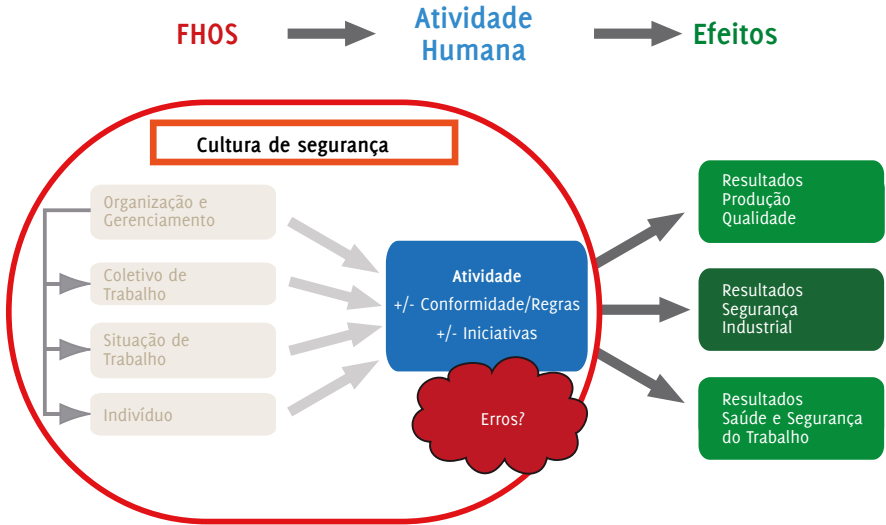 FHOS
Atividade
Humana
Efeitos
Cultura de segurança
Organização e
Gerenciamento
Coletivo de
Trabalho
Situação de
Trabalho
Indivíduo
Atividade
+/- Conformidade/Regras
+/- Iniciativas
Erros?
Resultados
Produção
Qualidade
Resultados
Segurança
Industrial
Resultados
Saúde e Segurança
do Trabalho